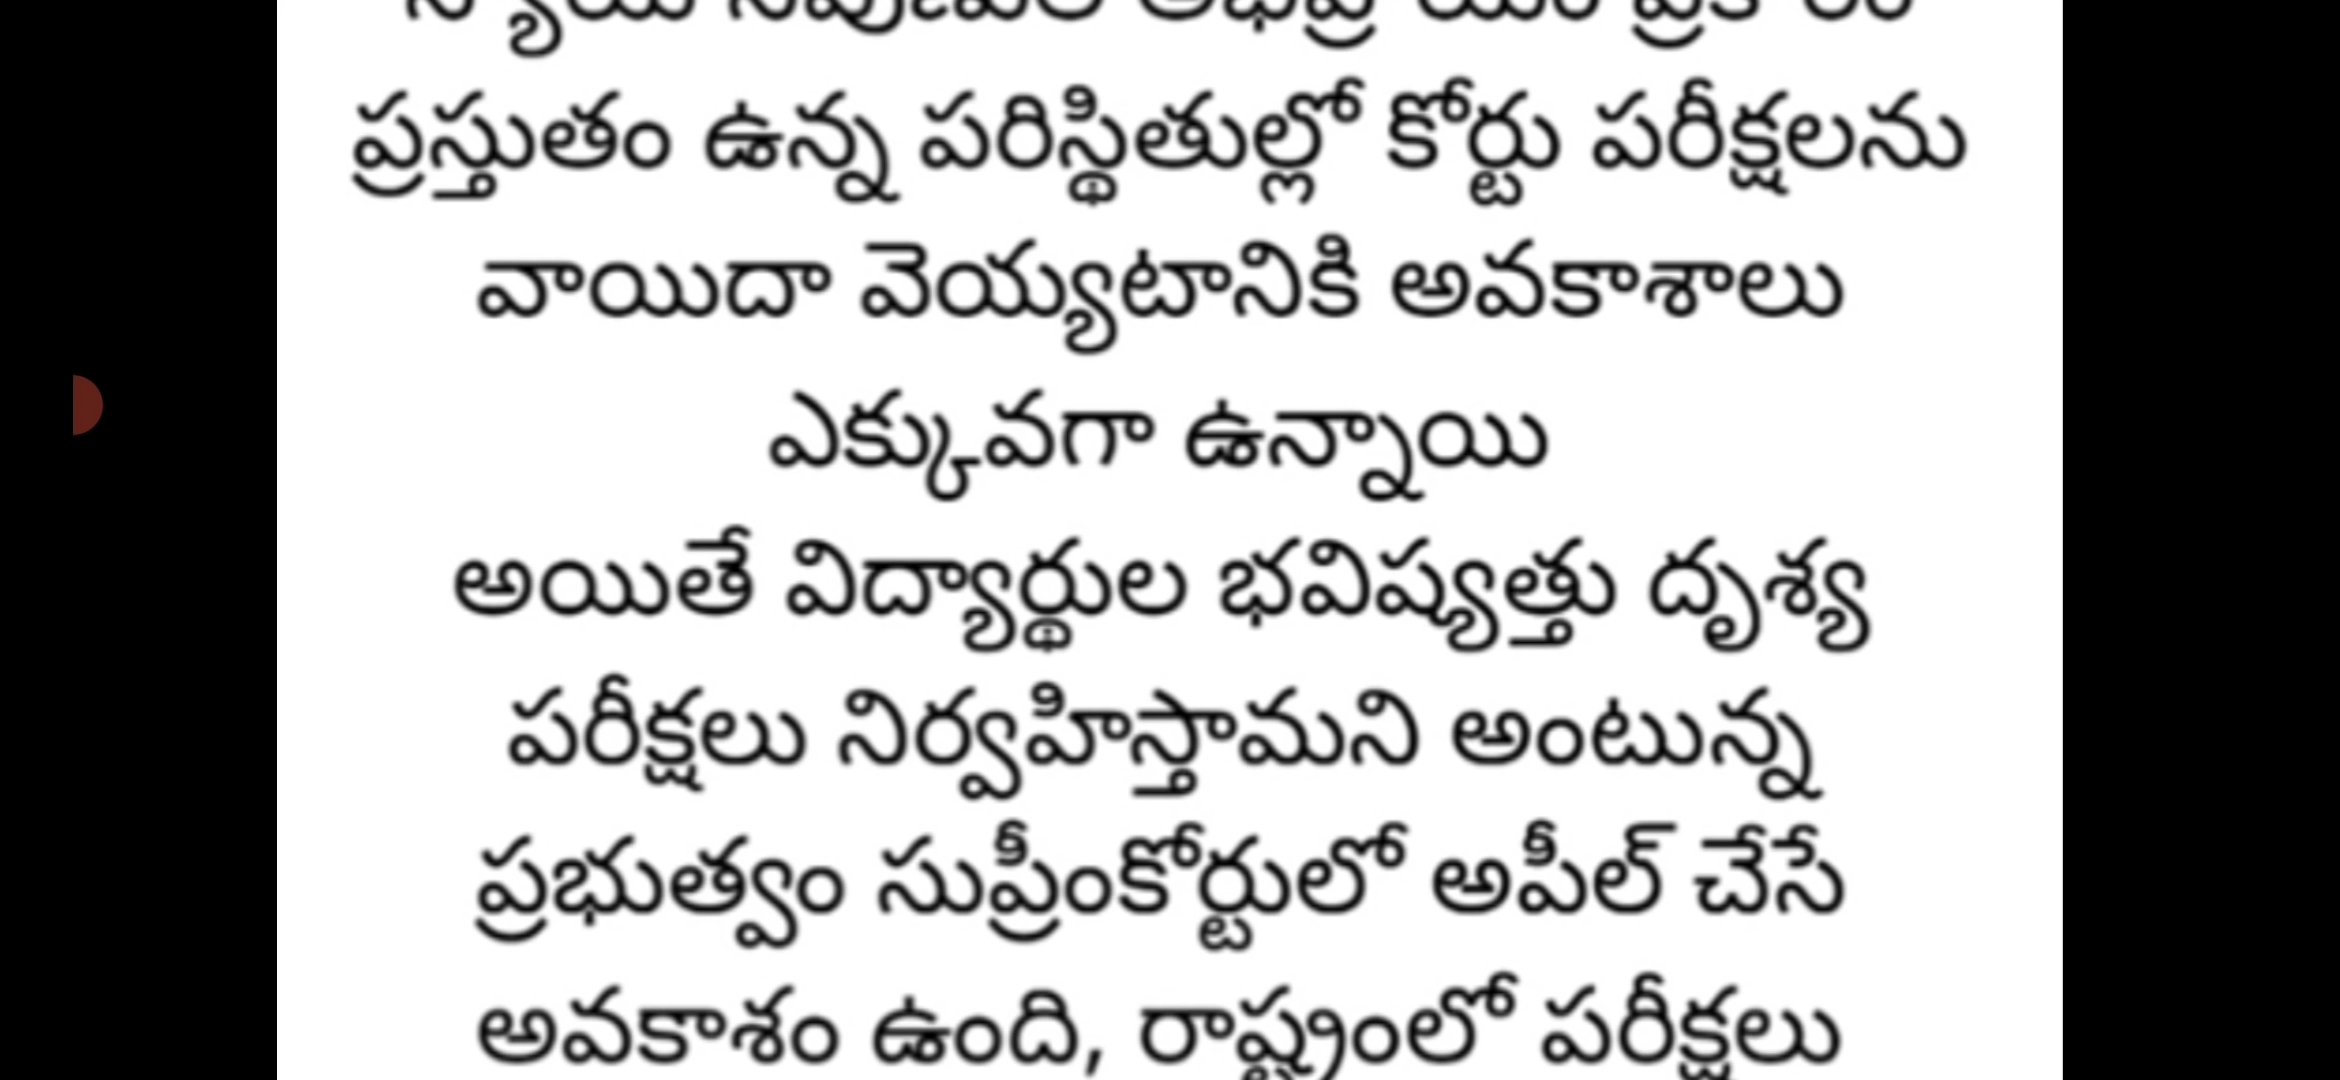 ప్రస్తుతం ఉన్న పరిస్థితుల్లో కోర్టు పరీక్షలను
వాయిదా వెయ్యటానికి అవకాశాలు
ఎక్కువగా ఉన్నాయి
అయితే విద్యార్థుల భవిష్యత్తు దృశ్య
పరీక్షలు నిర్వహిస్తామని అంటున్న
ప్రభుత్వం సుప్రీంకోర్టులో అపీల్ చేసే
అవకాశం ఉంది, రాష్ట్రంలో పరీక్షలు